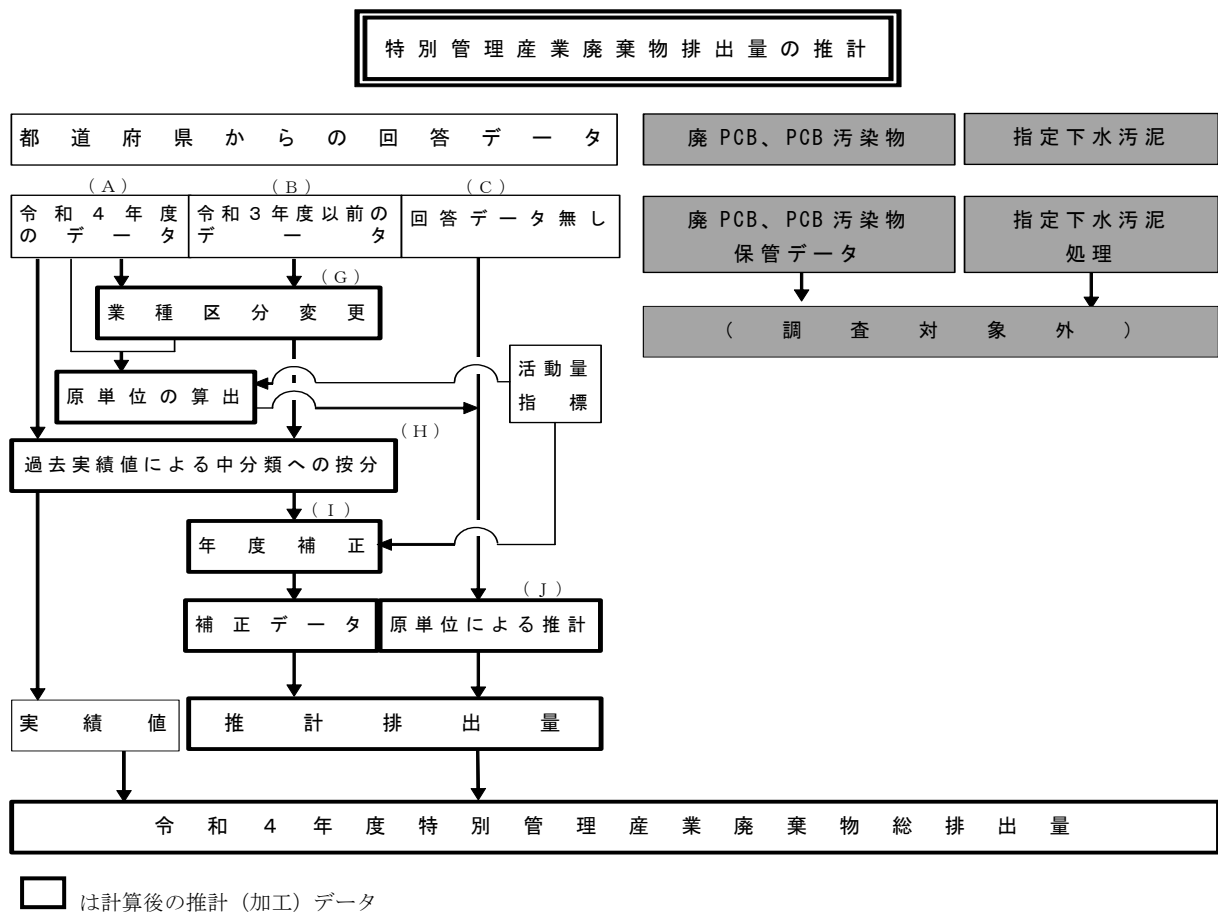 特別管理産業廃棄物排出量の推計
都道府県からの回答データ
廃PCB、PCB汚染物
指定下水汚泥
(A)
(B)
(C)
令和４年度
のデータ
令和３年度以前の
データ
回答データ無し
廃PCB、PCB汚染物
保管データ
指定下水汚泥
処理
(G)
業種区分変更
(調査対象外)
活動量
指標
原単位の算出
(H)
過去実績値による中分類への按分
(I)
年度補正
(J)
補正データ
原単位による推計
実績値
推計排出量
令和４年度特別管理産業廃棄物総排出量
は計算後の推計（加工）データ